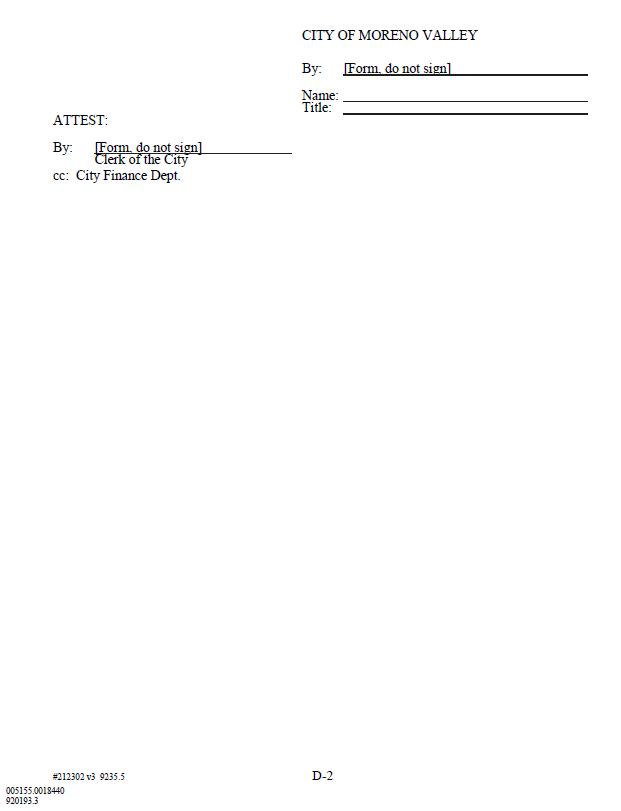 CITY OF MORENO VALLEY
By: [Form, do not sign]
Name:
Title:
ATTEST:
By: [Form, do not sign]
Clerk of the City
cc: City Finance Dept.
#212302 v3 9235.5
D-2
005155.0018440
920193.3